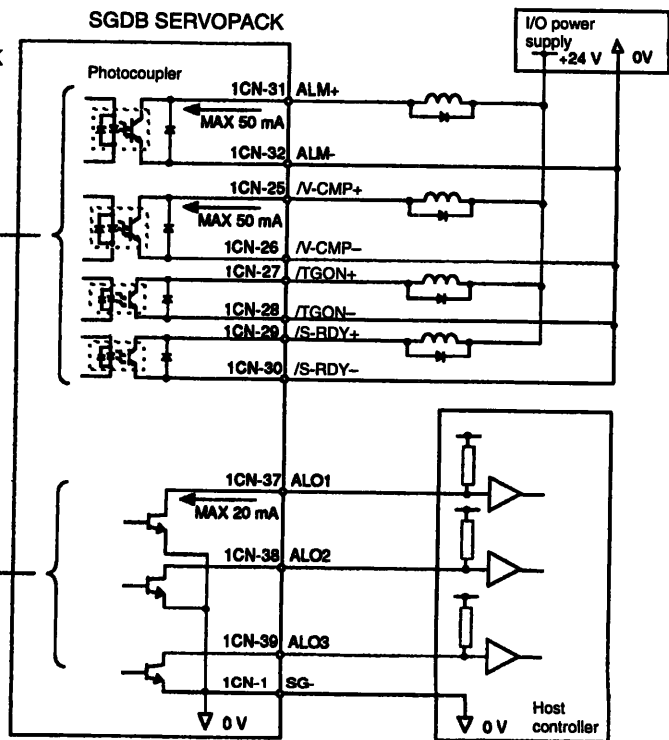 SGDB SERVOPACK
I/O power
supply
+24 V
0V
K
Photocoupler
1CN-31 ALM+
MAX 50 mA
1CN-32 ALM-
1CN-25 /V-CMP+
MAX 50 mA
1CN-26 /V-CMP-
1CN-27 /TGON+
1CN-28 /TGON-
1CN-29 /S-RDY+
1CN-30 /S-RDY-
1CN-37 ALO1
MAX 20 mA
1CN-38 ALO2
1CN-39 ALO3
1CN-1 SG-
0 V
0 V
Host
controller